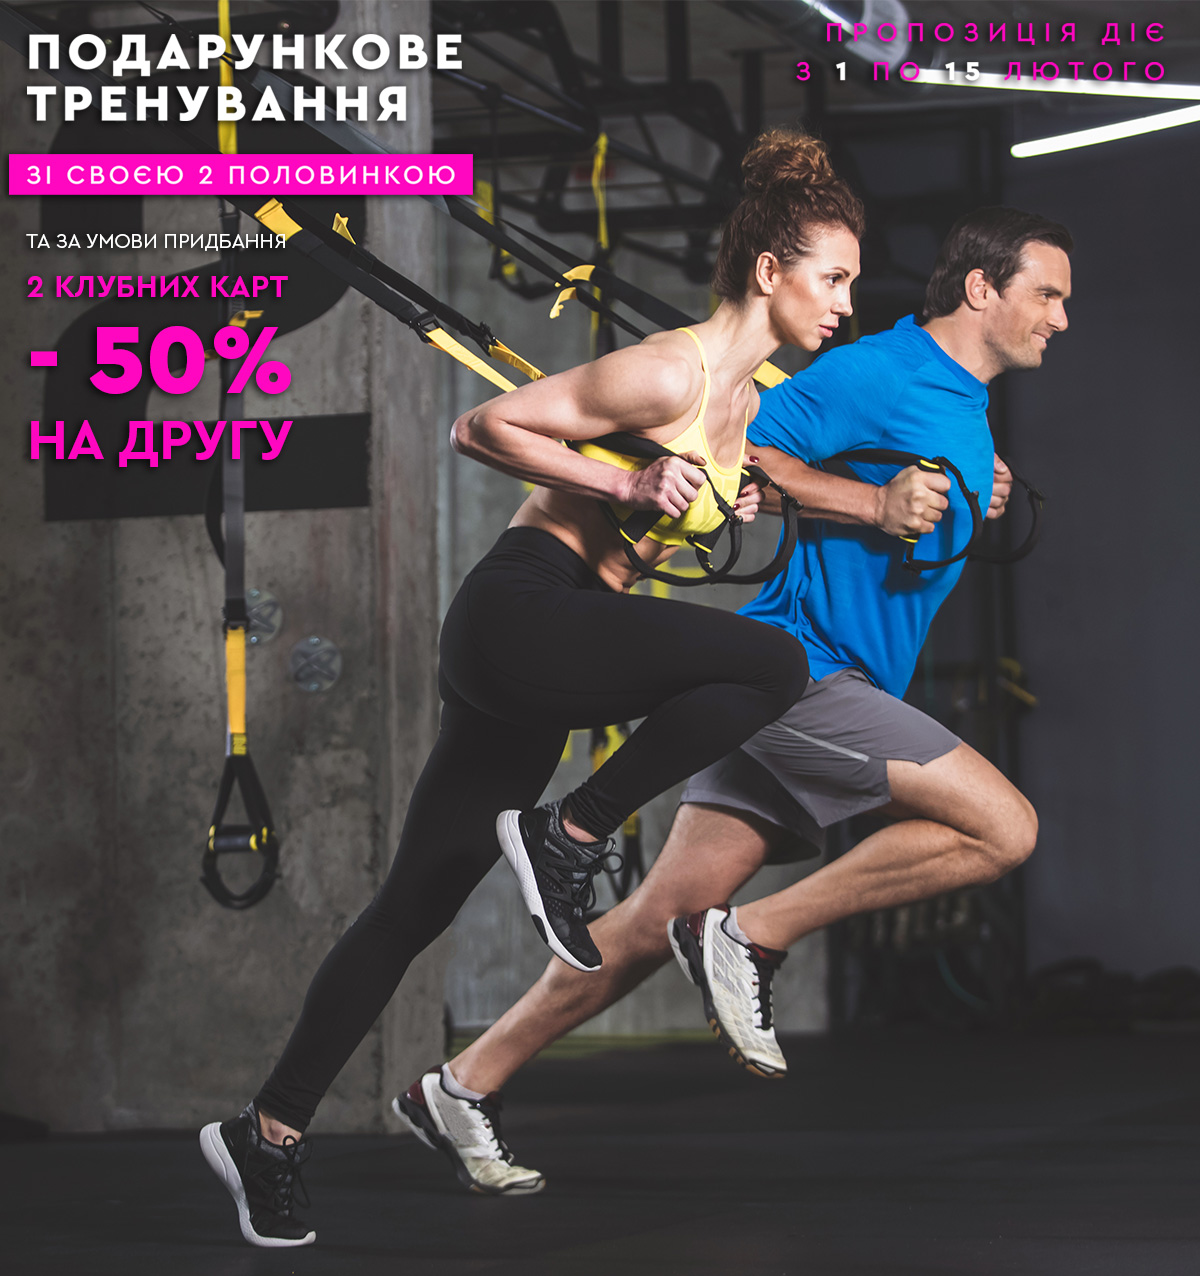 ПОДАРУНКОВЕ
ТРЕНУВАННЯ
ЗІ СВОЄЮ 2 ПОЛОВИНКОЮ
ТА ЗА УМОВИ ПРИДБАННЯ
2 КЛУБНИХ КАРТ
- 50%
НА ДРУГУ
ПРОПОЗИЦІЯ ДІЄ
З 1 ПО 15 ЛЮТОГО